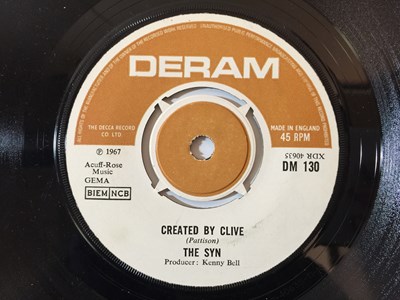 DERAM
THE DECCA RECORD
CO LTD
MADE IN ENGLAND
45 RPM
XDR 40635
DM 130
℗ 1967
Acuff-Rose
Music
GEMA
BIEM NCB
CREATED BY CLIVE
(Pattison)
THE SYN
Producer: Kenny Bell